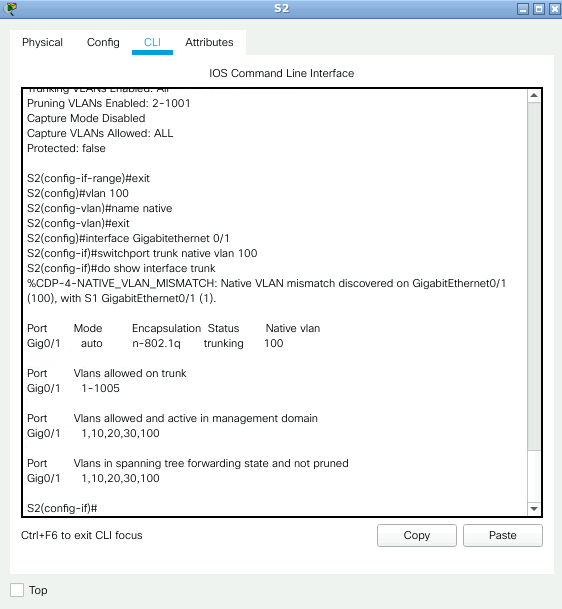 S2
Physical Config CLI Attributes
IOS Command Line Interface
Trunking VLANs Enabled: All
Pruning VLANs Enabled: 2-1001
Capture Mode Disabled
Capture VLANs Allowed: ALL
Protected: false
S2(config-if-range)#exit
S2(config)#vlan 100
S2(config-vlan)#name native
S2(config-vlan)#exit
S2(config)#interface Gigabitethernet 0/1
S2(config-if)#switchport trunk native vlan 100
S2(config-if)#do show interface trunk
%CDP-4-NATIVE_VLAN_MISMATCH: Native VLAN mismatch discovered on GigabitEthernet0/1
(100), with S1 GigabitEthernet0/1 (1).
Port Mode Encapsulation Status Native vlan
Gig0/1 auto n-802.1q trunking 100
Port Vlans allowed on trunk
Gig0/1 1-1005
Port Vlans allowed and active in management domain
Gig0/1 1,10,20,30,100
Port Vlans in spanning tree forwarding state and not pruned
Gig0/1 1,10,20,30,100
S2(config-if)#
Ctrl+F6 to exit CLI focus
Copy Paste
Top